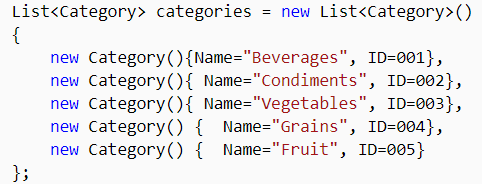 List<Category> categories = new List<Category>()
{
    new Category(){Name="Beverages", ID=001},
    new Category(){ Name="Condiments", ID=002},
    new Category(){ Name="Vegetables", ID=003},
    new Category() {  Name="Grains", ID=004},
    new Category() {  Name="Fruit", ID=005}
};